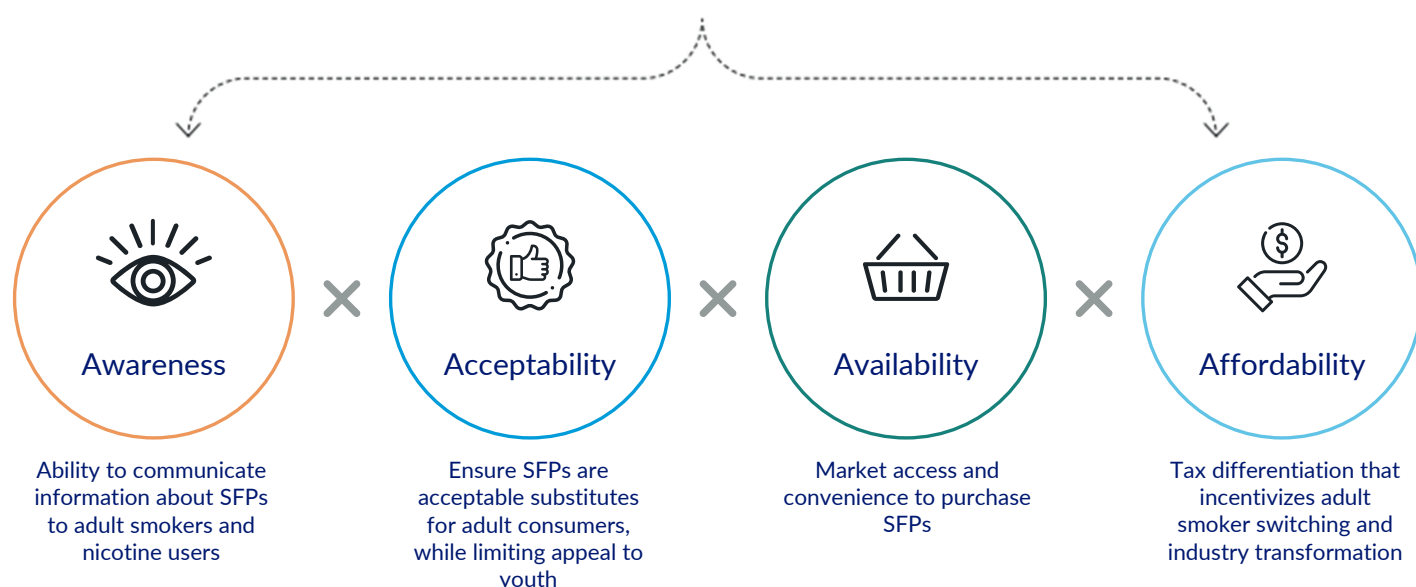 Awareness
Ability to communicate
information about SFPs
to adult smokers and
nicotine users
Acceptability
Ensure SFPs are
acceptable substitutes
for adult consumers,
while limiting appeal to
youth
Availability
Market access and
convenience to purchase
SFPs
$
Affordability
Tax differentiation that
incentivizes adult
smoker switching and
industry transformation